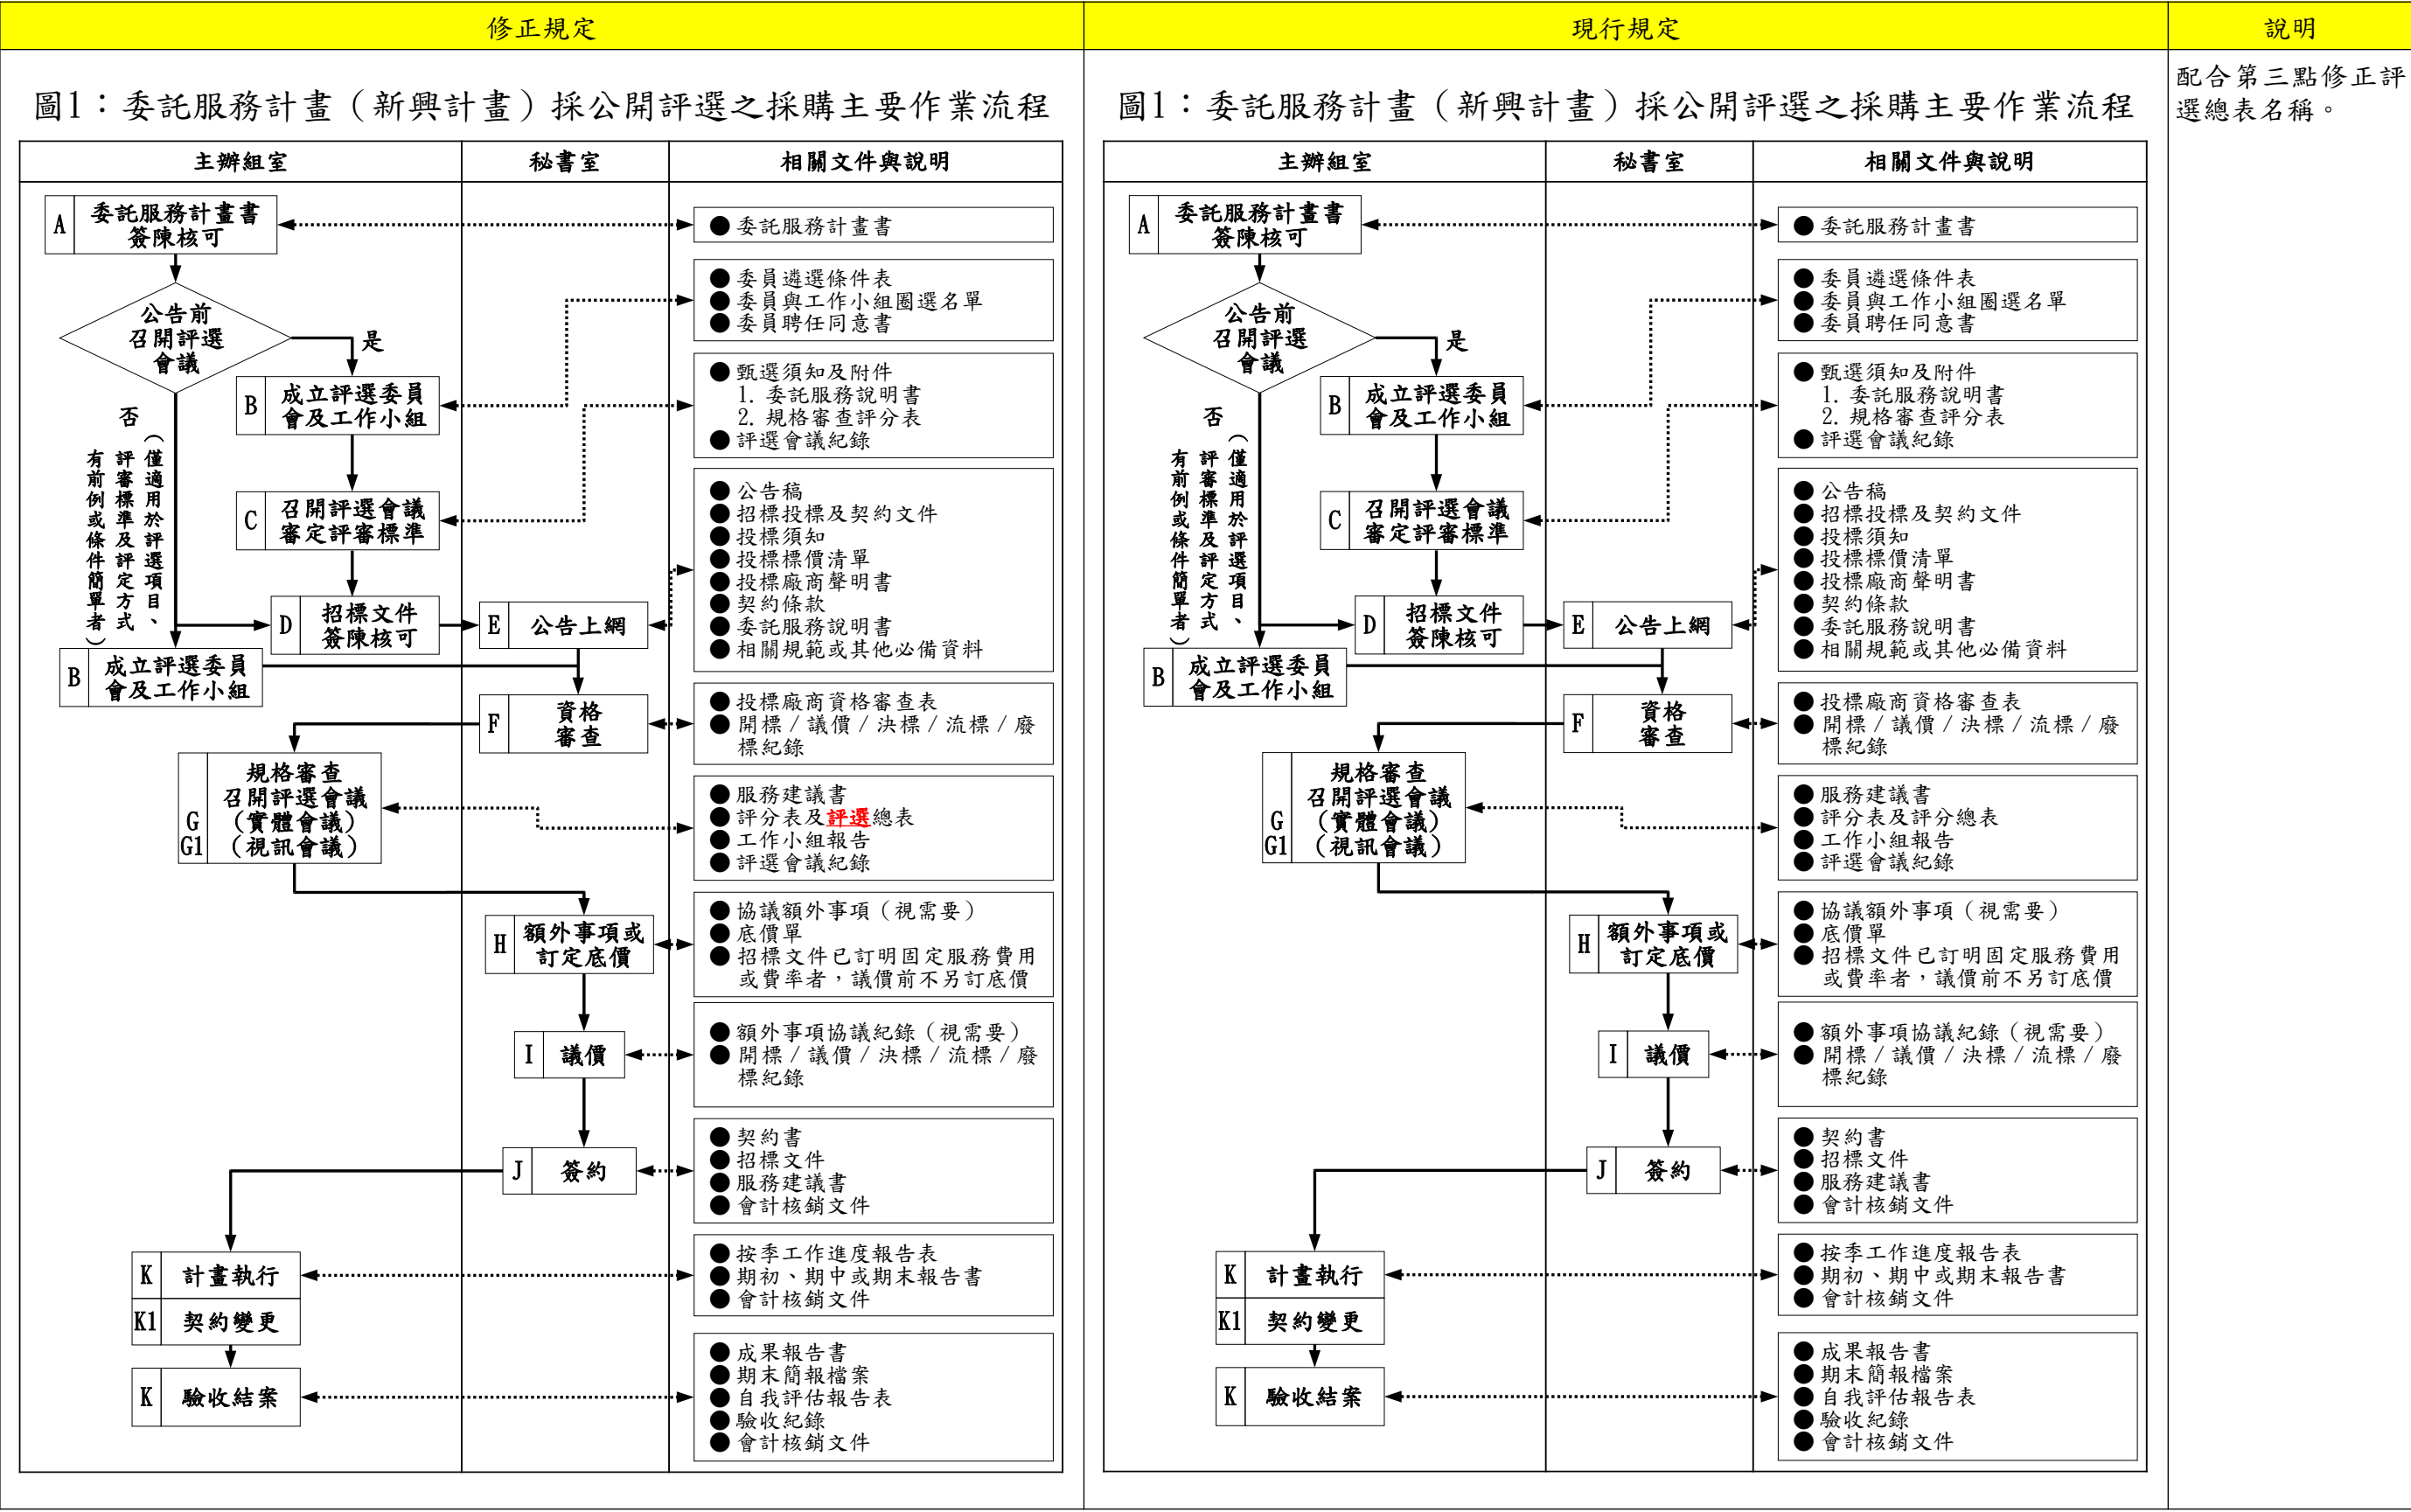 修正規定
圖1：委託服務計畫（新興計畫）採公開評選之採購主要作業流程
主辦組室
秘書室
相關文件與說明
A
委託服務計畫書
簽陳核可
●委託服務計畫書
公告前
召開評選
會議
是
否
（僅適用於評選項目、
評審標準及評定方式
有前例或條件簡單者）
●委員遴選條件表
●委員與工作小組圈選名單
●委員聘任同意書
B
成立評選委員
會及工作小組
●甄選須知及附件
1. 委託服務說明書
2. 規格審查評分表
●評選會議紀錄
C
召開評選會議
審定評審標準
●公告稿
●招標投標及契約文件
●投標須知
●投標標價清單
●投標廠商聲明書
●契約條款
●委託服務說明書
●相關規範或其他必備資料
D
招標文件
簽陳核可
E
公告上網
B
成立評選委員
會及工作小組
F
資格
審查
●投標廠商資格審查表
●開標／議價／決標／流標／廢
標紀錄
G
G1
規格審查
召開評選會議
（實體會議）
（視訊會議）
●服務建議書
●評分表及評選總表
●工作小組報告
●評選會議紀錄
H
額外事項或
訂定底價
●協議額外事項（視需要）
●底價單
●招標文件已訂明固定服務費用
或費率者，議價前不另訂底價
I
議價
●額外事項協議紀錄（視需要）
●開標／議價／決標／流標／廢
標紀錄
J
簽約
●契約書
●招標文件
●服務建議書
●會計核銷文件
K
計畫執行
K1
契約變更
●按季工作進度報告表
●期初、期中或期末報告書
●會計核銷文件
K
驗收結案
●成果報告書
●期末簡報檔案
●自我評估報告表
●驗收紀錄
●會計核銷文件
現行規定
圖1：委託服務計畫（新興計畫）採公開評選之採購主要作業流程
主辦組室
秘書室
相關文件與說明
A
委託服務計畫書
簽陳核可
●委託服務計畫書
公告前
召開評選
會議
是
否
（僅適用於評選項目、
評審標準及評定方式
有前例或條件簡單者）
●委員遴選條件表
●委員與工作小組圈選名單
●委員聘任同意書
B
成立評選委員
會及工作小組
●甄選須知及附件
1. 委託服務說明書
2. 規格審查評分表
●評選會議紀錄
C
召開評選會議
審定評審標準
●公告稿
●招標投標及契約文件
●投標須知
●投標標價清單
●投標廠商聲明書
●契約條款
●委託服務說明書
●相關規範或其他必備資料
D
招標文件
簽陳核可
E
公告上網
B
成立評選委員
會及工作小組
F
資格
審查
●投標廠商資格審查表
●開標／議價／決標／流標／廢
標紀錄
G
G1
規格審查
召開評選會議
（實體會議）
（視訊會議）
●服務建議書
●評分表及評分總表
●工作小組報告
●評選會議紀錄
H
額外事項或
訂定底價
●協議額外事項（視需要）
●底價單
●招標文件已訂明固定服務費用
或費率者，議價前不另訂底價
I
議價
●額外事項協議紀錄（視需要）
●開標／議價／決標／流標／廢
標紀錄
J
簽約
●契約書
●招標文件
●服務建議書
●會計核銷文件
K
計畫執行
K1
契約變更
●按季工作進度報告表
●期初、期中或期末報告書
●會計核銷文件
K
驗收結案
●成果報告書
●期末簡報檔案
●自我評估報告表
●驗收紀錄
●會計核銷文件
說明
配合第三點修正評
選總表名稱。